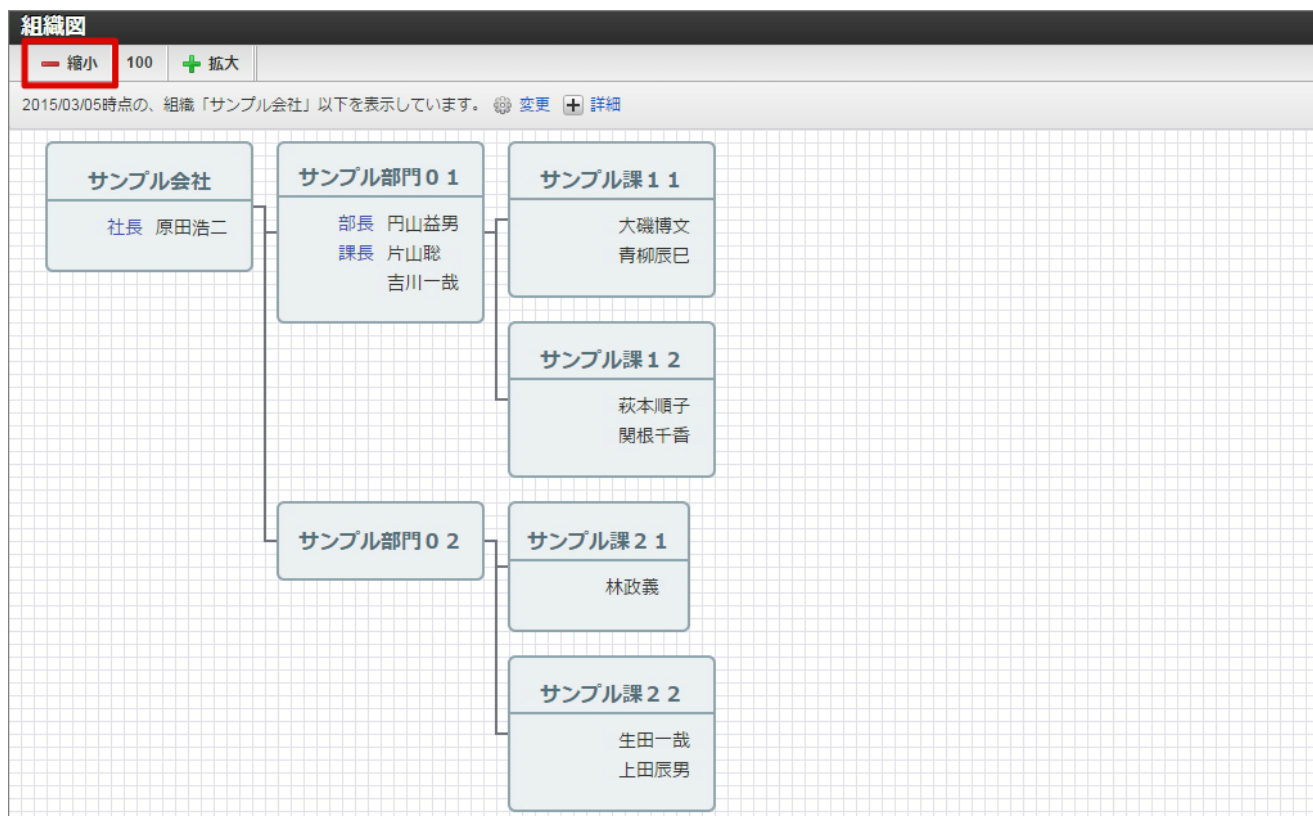 組織図
縮小 100 拡大
2015/03/05時点の、組織「サンプル会社」以下を表示しています。 変更 詳細
サンプル会社
社長 原田浩二
サンプル部門０１
部長 円山益男
課長 片山聡
吉川一哉
サンプル課１１
大磯博文
青柳辰巳
サンプル課１２
萩本順子
関根千香
サンプル部門０２
サンプル課２１
林政義
サンプル課２２
生田一哉
上田辰男